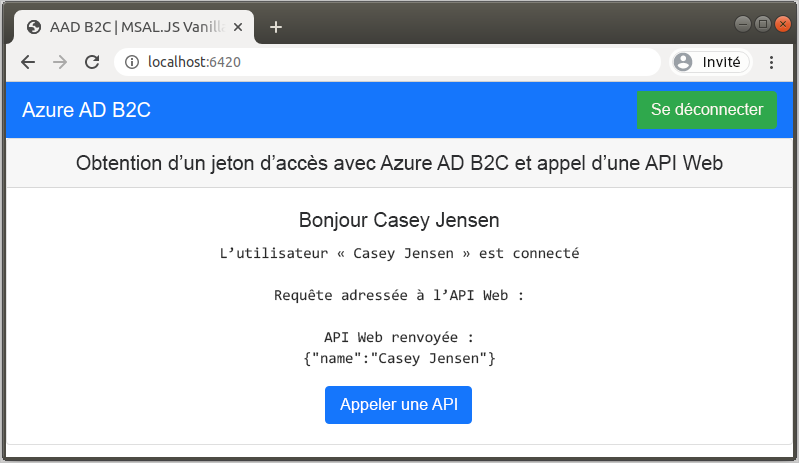 AAD B2C | MSAL.JS Vanill
localhost:6420
Invité
Azure AD B2C
Se déconnecter
Obtention d’un jeton d’accès avec Azure AD B2C et appel d’une API Web
Bonjour Casey Jensen
L’utilisateur « Casey Jensen » est connecté
Requête adressée à l’API Web :
API Web renvoyée :
{"name":"Casey Jensen"}
Appeler une API